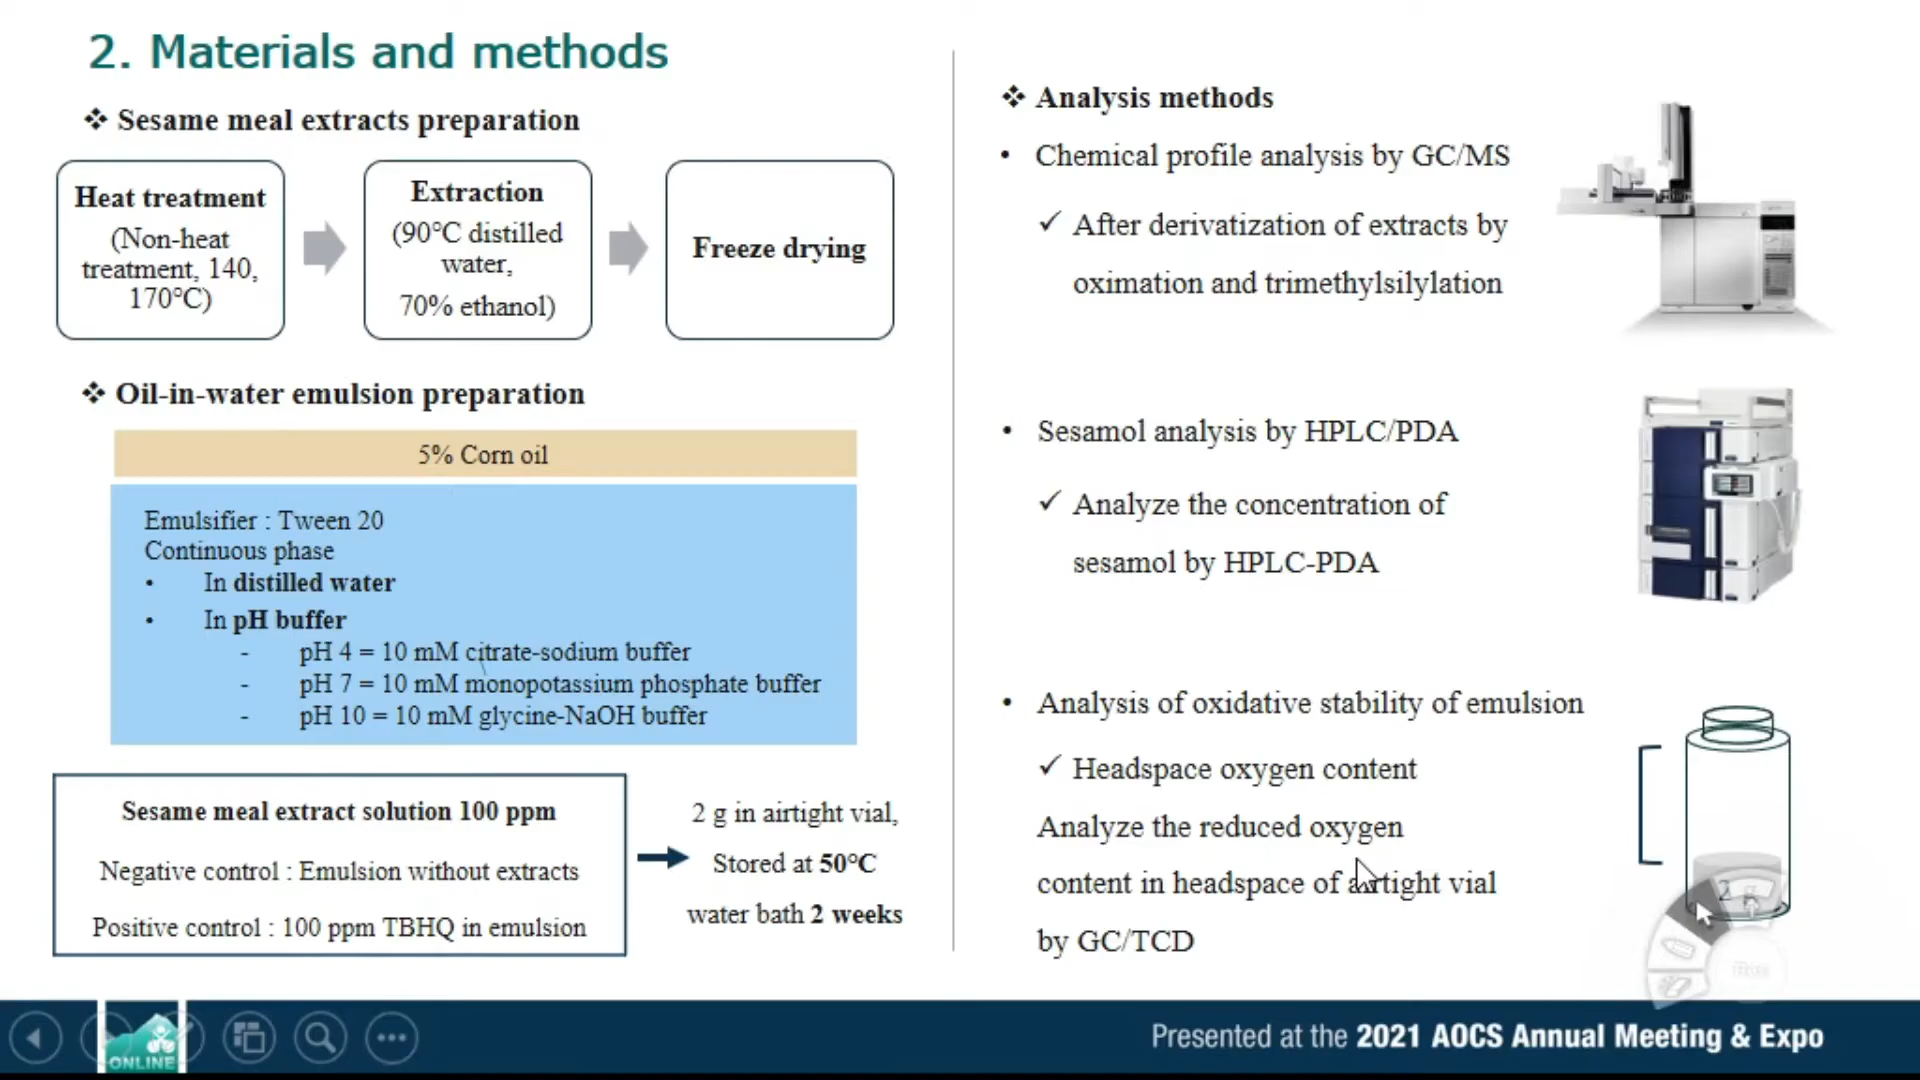 2. Materials and methods
❖ Sesame meal extracts preparation
Heat treatment
(Non-heat
treatment, 140,
170℃)
Extraction
(90℃ distilled
water,
70% ethanol)
Freeze drying
❖ Oil-in-water emulsion preparation
5% Corn oil
Emulsifier : Tween 20
Continuous phase
• In distilled water
• In pH buffer
- pH 4 = 10 mM citrate-sodium buffer
- pH 7 = 10 mM monopotassium phosphate buffer
- pH 10 = 10 mM glycine-NaOH buffer
Sesame meal extract solution 100 ppm
Negative control : Emulsion without extracts
Positive control : 100 ppm TBHQ in emulsion
2 g in airtight vial,
Stored at 50℃
water bath 2 weeks
❖ Analysis methods
• Chemical profile analysis by GC/MS
✓ After derivatization of extracts by
oximation and trimethylsilylation
• Sesamol analysis by HPLC/PDA
✓ Analyze the concentration of
sesamol by HPLC-PDA
• Analysis of oxidative stability of emulsion
✓ Headspace oxygen content
Analyze the reduced oxygen
content in headspace of airtight vial
by GC/TCD
2 g
ONLINE
Presented at the 2021 AOCS Annual Meeting & Expo